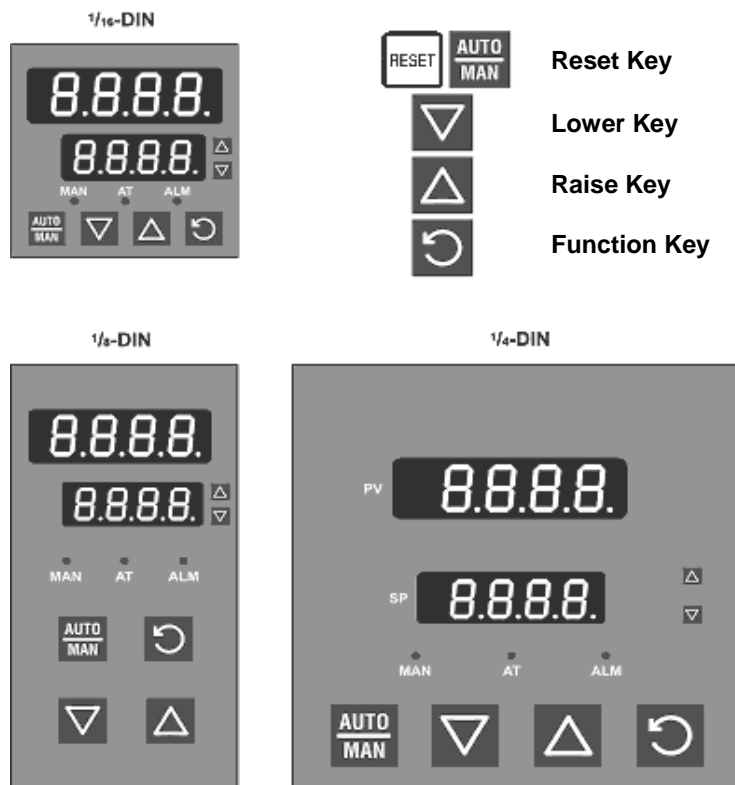 1/16-DIN
8.8.8.8.
8.8.8.8.
MAN AT ALM
AUTO
MAN
RESET AUTO
MAN
Reset Key
Lower Key
Raise Key
Function Key
1/8-DIN
8.8.8.8.
8.8.8.8.
MAN AT ALM
AUTO
MAN
1/4-DIN
PV 8.8.8.8.
SP 8.8.8.8.
MAN AT ALM
AUTO
MAN